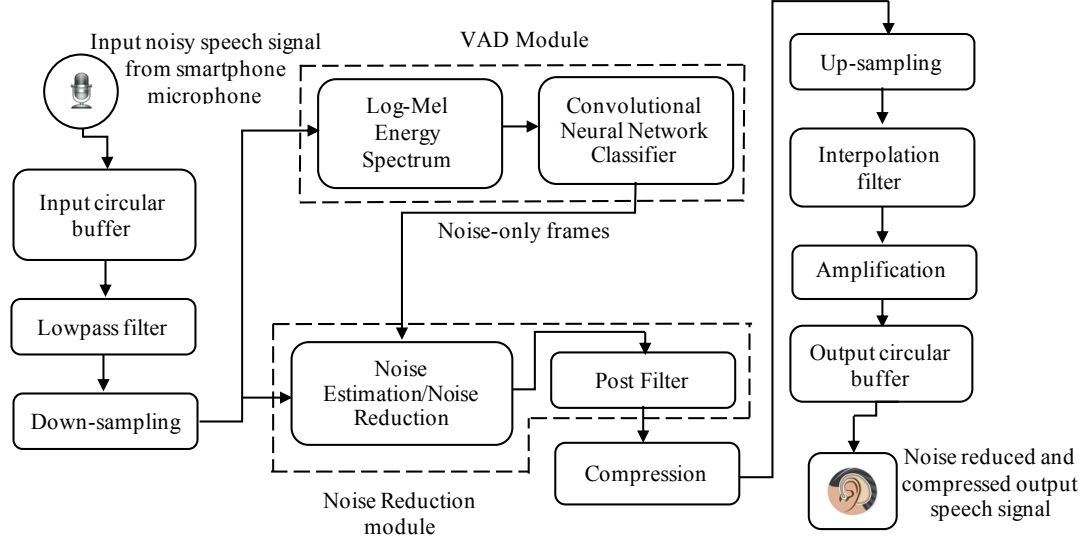 Input noisy speech signal
from smartphone
microphone
Input circular
buffer
Lowpass filter
Down-sampling
VAD Module
Log-Mel
Energy
Spectrum
Convolutional
Neural Network
Classifier
Noise-only frames
Noise
Estimation/Noise
Reduction
Post Filter
Noise Reduction
module
Compression
Up-sampling
Interpolation
filter
Amplification
Output circular
buffer
Noise reduced and
compressed output
speech signal